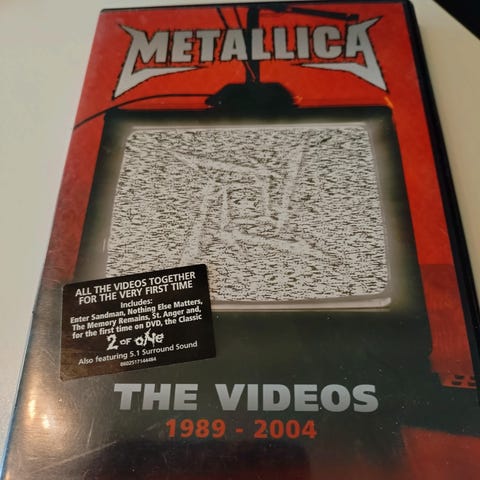 METALLICA
ALL THE VIDEOS TOGETHER
FOR THE VERY FIRST TIME
Includes:
Enter Sandman, Nothing Else Matters,
The Memory Remains, St. Anger and,
for the first time on DVD, the Classic
2 OF ONE
Also featuring 5.1 Surround Sound
0602517144484
THE VIDEOS
1989 - 2004